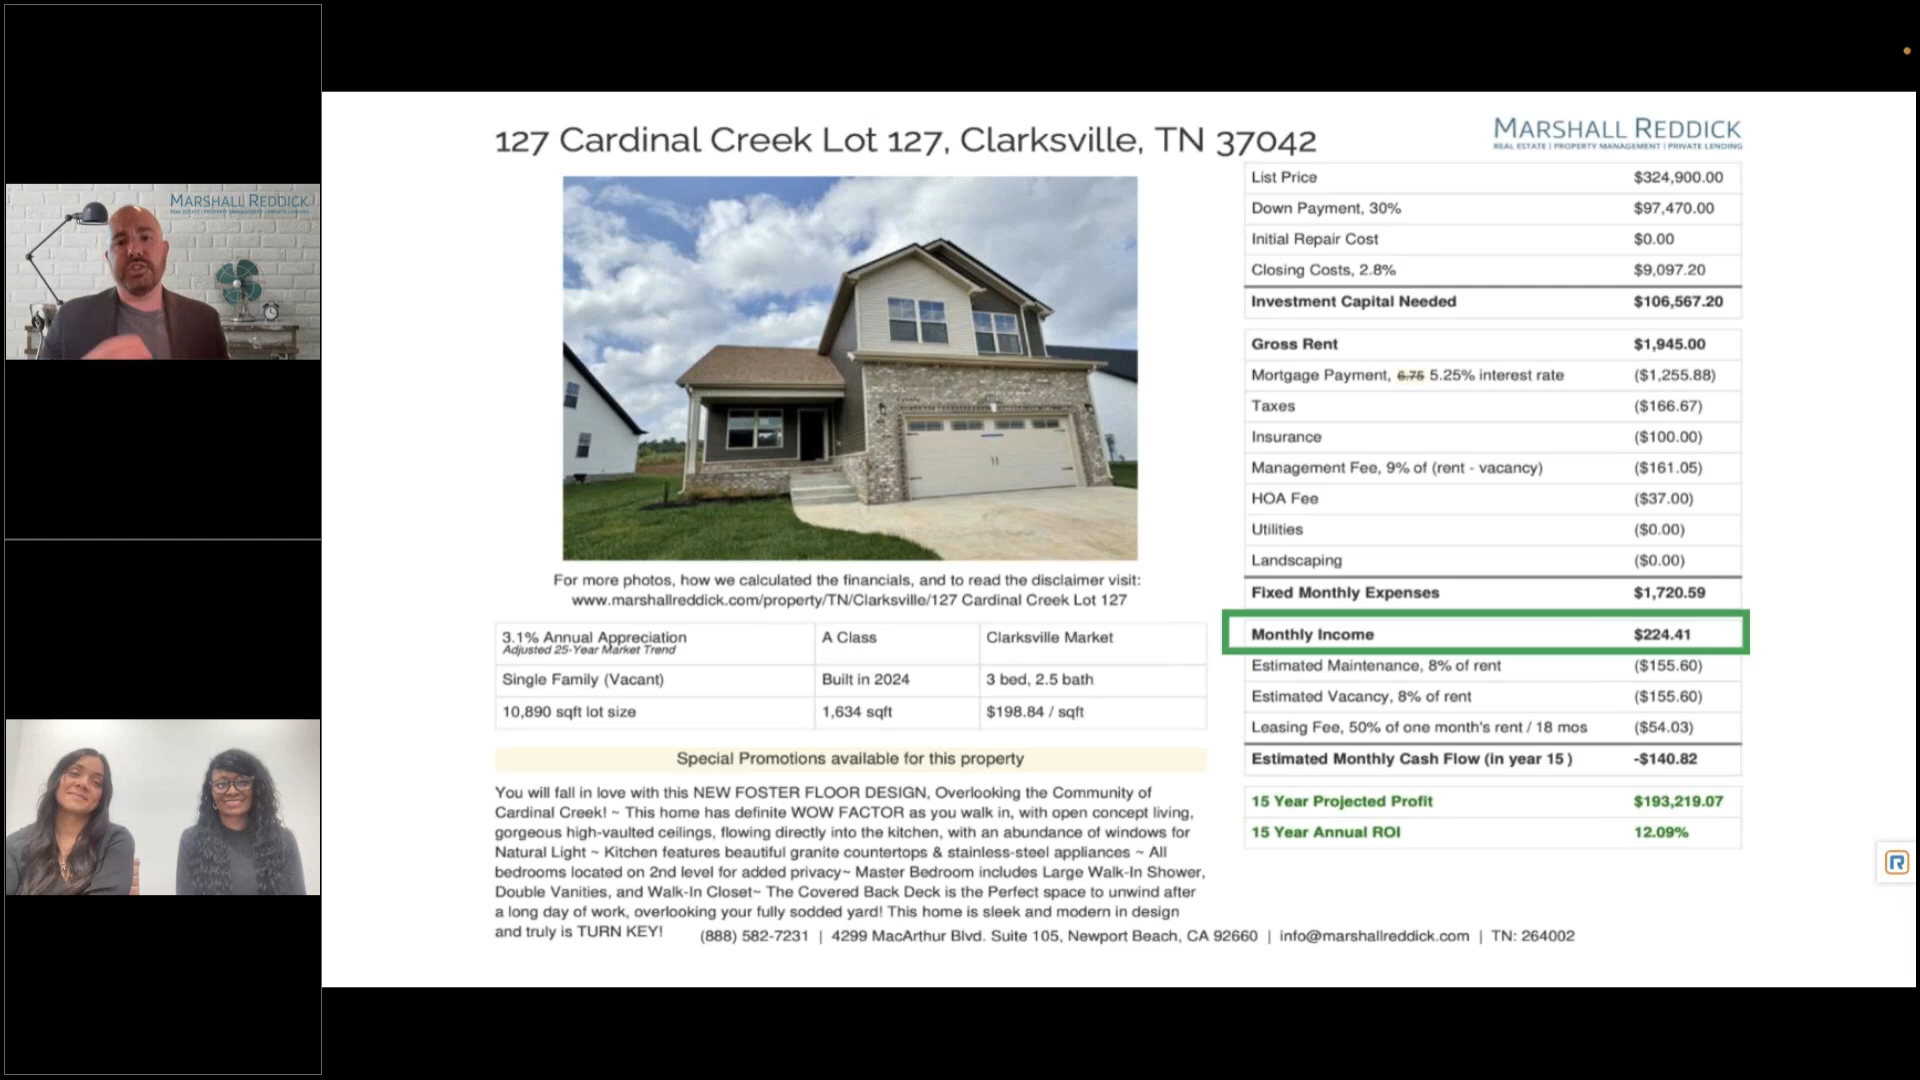 MARSHALL REDDICK
REAL ESTATE | PROPERTY MANAGEMENT | PRIVATE LENDING
127 Cardinal Creek Lot 127, Clarksville, TN 37042
MARSHALL REDDICK
REAL ESTATE | PROPERTY MANAGEMENT | PRIVATE LENDING
For more photos, how we calculated the financials, and to read the disclaimer visit:
www.marshallreddick.com/property/TN/Clarksville/127 Cardinal Creek Lot 127
3.1% Annual Appreciation A Class Clarksville Market
Adjusted 25-Year Market Trend
Single Family (Vacant) Built in 2024 3 bed, 2.5 bath
10,890 sqft lot size 1,634 sqft $198.84 / sqft
Special Promotions available for this property
You will fall in love with this NEW FOSTER FLOOR DESIGN, Overlooking the Community of
Cardinal Creek! ~ This home has definite WOW FACTOR as you walk in, with open concept living,
gorgeous high-vaulted ceilings, flowing directly into the kitchen, with an abundance of windows for
Natural Light ~ Kitchen features beautiful granite countertops & stainless-steel appliances ~ All
bedrooms located on 2nd level for added privacy~ Master Bedroom includes Large Walk-In Shower,
Double Vanities, and Walk-In Closet~ The Covered Back Deck is the Perfect space to unwind after
a long day of work, overlooking your fully sodded yard! This home is sleek and modern in design
and truly is TURN KEY!
List Price $324,900.00
Down Payment, 30% $97,470.00
Initial Repair Cost $0.00
Closing Costs, 2.8% $9,097.20
Investment Capital Needed $106,567.20
Gross Rent $1,945.00
Mortgage Payment, 6.75 5.25% interest rate ($1,255.88)
Taxes ($166.67)
Insurance ($100.00)
Management Fee, 9% of (rent - vacancy) ($161.05)
HOA Fee ($37.00)
Utilities ($0.00)
Landscaping ($0.00)
Fixed Monthly Expenses $1,720.59
Monthly Income $224.41
Estimated Maintenance, 8% of rent ($155.60)
Estimated Vacancy, 8% of rent ($155.60)
Leasing Fee, 50% of one month's rent / 18 mos ($54.03)
Estimated Monthly Cash Flow (in year 15 ) -$140.82
15 Year Projected Profit $193,219.07
15 Year Annual ROI 12.09%
(888) 582-7231 | 4299 MacArthur Blvd. Suite 105, Newport Beach, CA 92660 | info@marshallreddick.com | TN: 264002
R